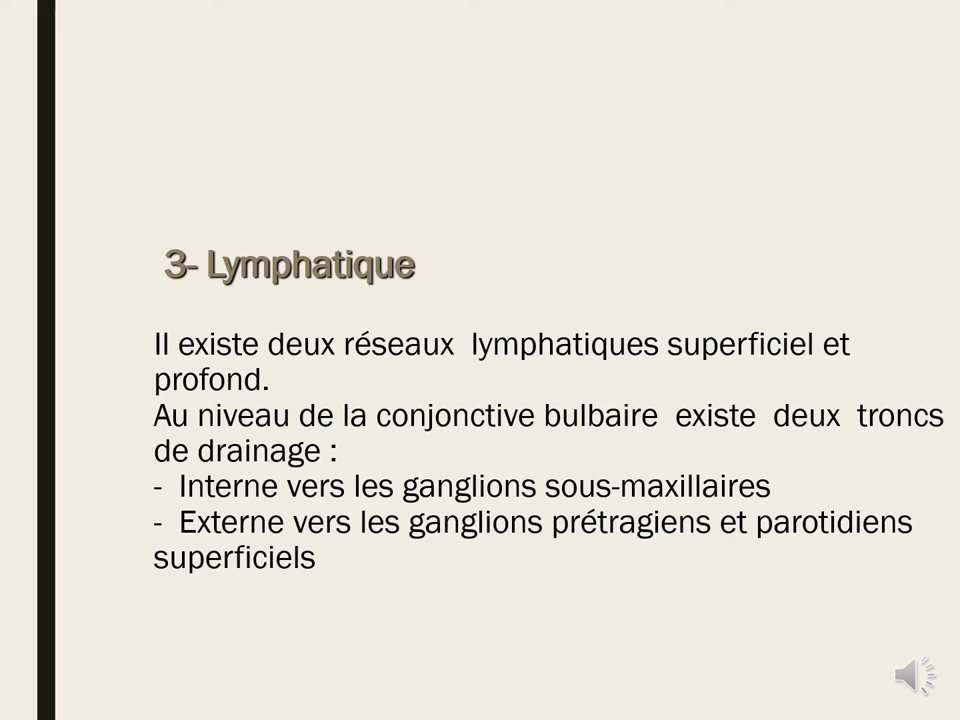 3- Lymphatique
Il existe deux réseaux lymphatiques superficiel et
profond.
Au niveau de la conjonctive bulbaire existe deux troncs
de drainage :
- Interne vers les ganglions sous-maxillaires
- Externe vers les ganglions prétragiens et parotidiens
superficiels